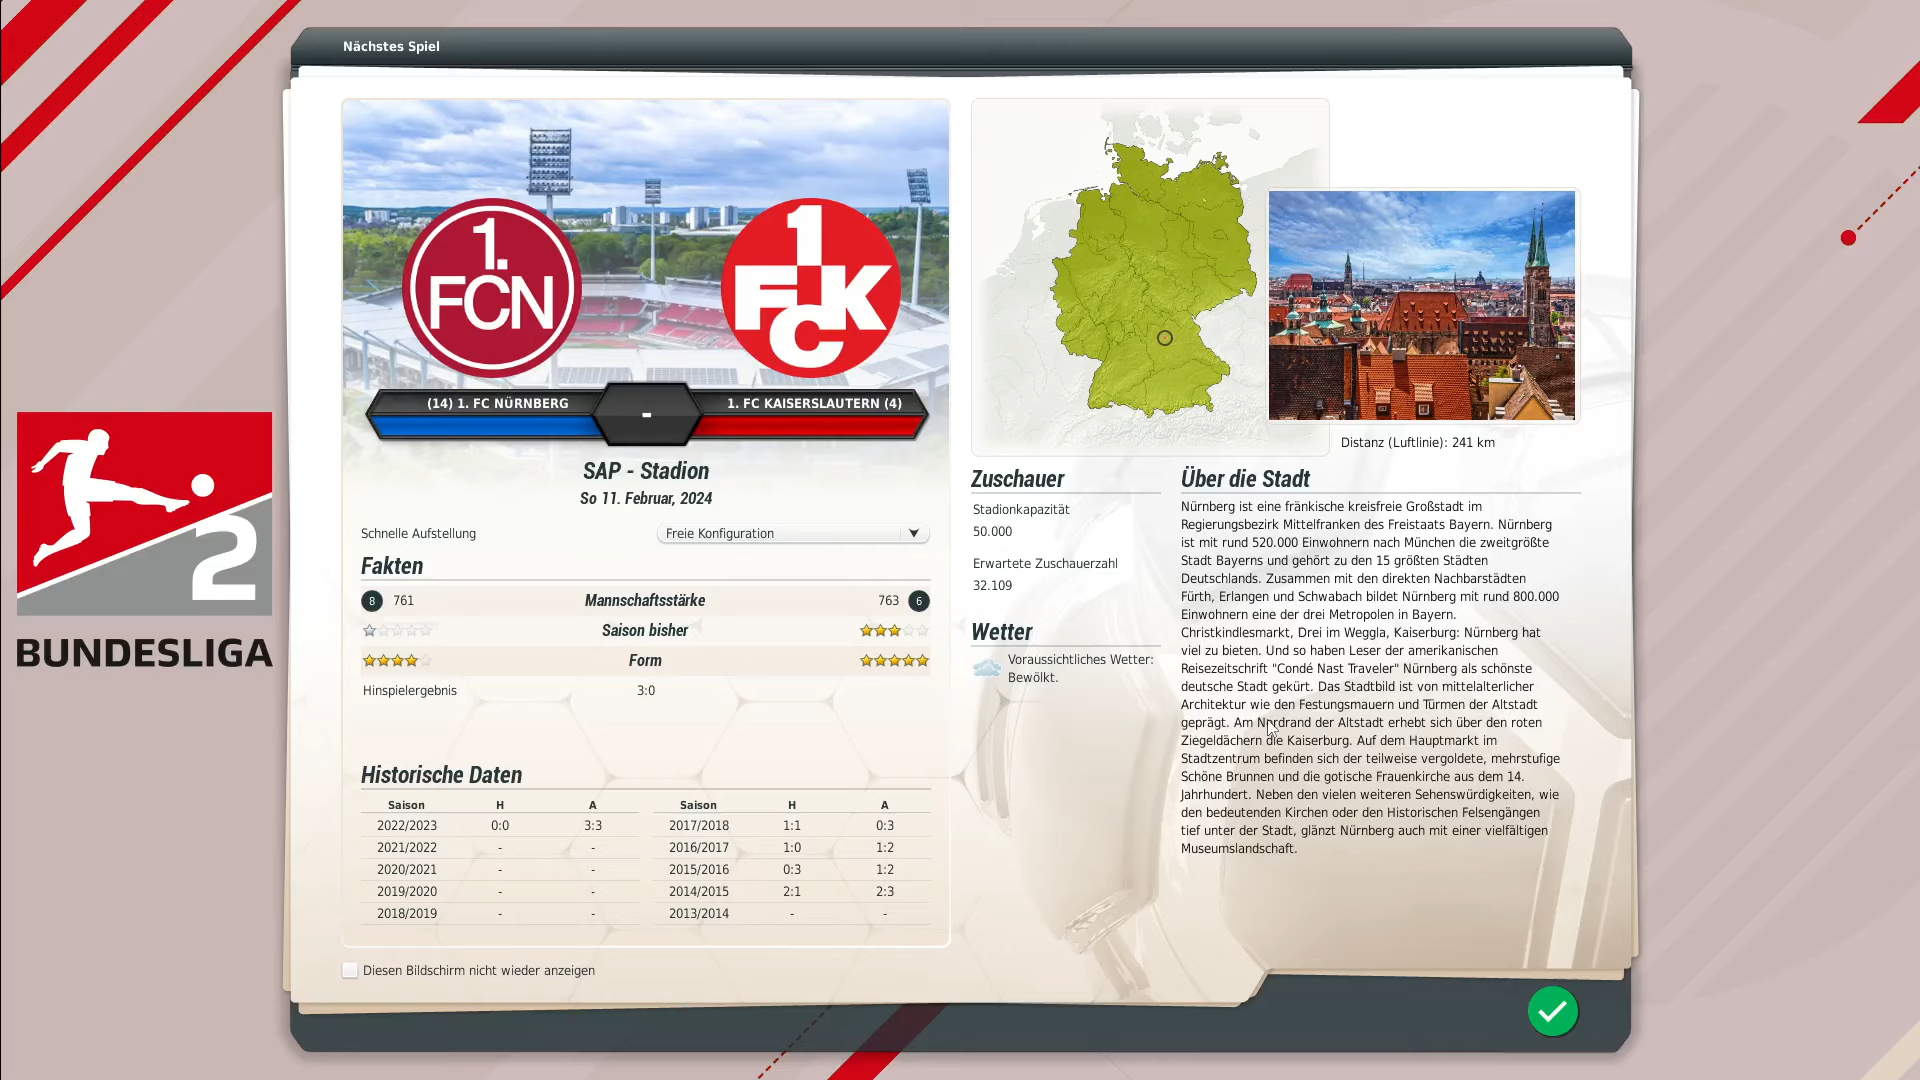 Nächstes Spiel
1.
FCN
1
FCK
(14) 1. FC NÜRNBERG
-
1. FC KAISERSLAUTERN (4)
SAP - Stadion
So 11. Februar, 2024
Schnelle Aufstellung
Freie Konfiguration
Fakten
8 761 Mannschaftsstärke 763 6
Saison bisher
Form
Hinspielergebnis 3:0
Historische Daten
Saison H A Saison H A
2022/2023 0:0 3:3 2017/2018 1:1 0:3
2021/2022 - - 2016/2017 1:0 1:2
2020/2021 - - 2015/2016 0:3 1:2
2019/2020 - - 2014/2015 2:1 2:3
2018/2019 - - 2013/2014 - -
Diesen Bildschirm nicht wieder anzeigen
Distanz (Luftlinie): 241 km
Zuschauer
Stadionkapazität
50.000
Erwartete Zuschauerzahl
32.109
Wetter
Voraussichtliches Wetter:
Bewölkt.
Über die Stadt
Nürnberg ist eine fränkische kreisfreie Großstadt im
Regierungsbezirk Mittelfranken des Freistaats Bayern. Nürnberg
ist mit rund 520.000 Einwohnern nach München die zweitgrößte
Stadt Bayerns und gehört zu den 15 größten Städten
Deutschlands. Zusammen mit den direkten Nachbarstädten
Fürth, Erlangen und Schwabach bildet Nürnberg mit rund 800.000
Einwohnern eine der drei Metropolen in Bayern.
Christkindlesmarkt, Drei im Weggla, Kaiserburg: Nürnberg hat
viel zu bieten. Und so haben Leser der amerikanischen
Reisezeitschrift "Condé Nast Traveler" Nürnberg als schönste
deutsche Stadt gekürt. Das Stadtbild ist von mittelalterlicher
Architektur wie den Festungsmauern und Türmen der Altstadt
geprägt. Am Nordrand der Altstadt erhebt sich über den roten
Ziegeldächern die Kaiserburg. Auf dem Hauptmarkt im
Stadtzentrum befinden sich der teilweise vergoldete, mehrstufige
Schöne Brunnen und die gotische Frauenkirche aus dem 14.
Jahrhundert. Neben den vielen weiteren Sehenswürdigkeiten, wie
den bedeutenden Kirchen oder den Historischen Felsengängen
tief unter der Stadt, glänzt Nürnberg auch mit einer vielfältigen
Museumslandschaft.
2
BUNDESLIGA